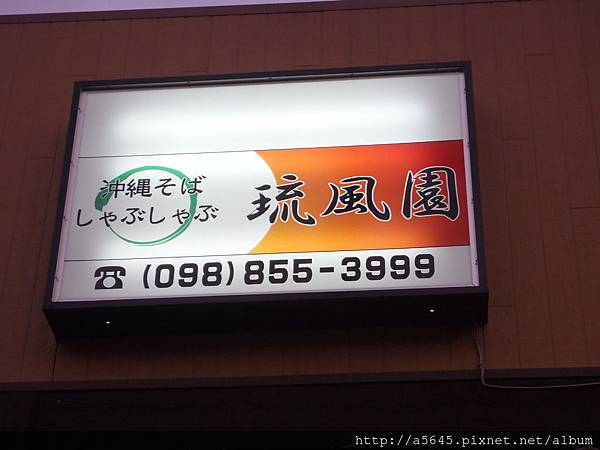 沖縄そば
しゃぶしゃぶ
琉風園
☎(098)855-3999
http://a5645.pixnet.net/album